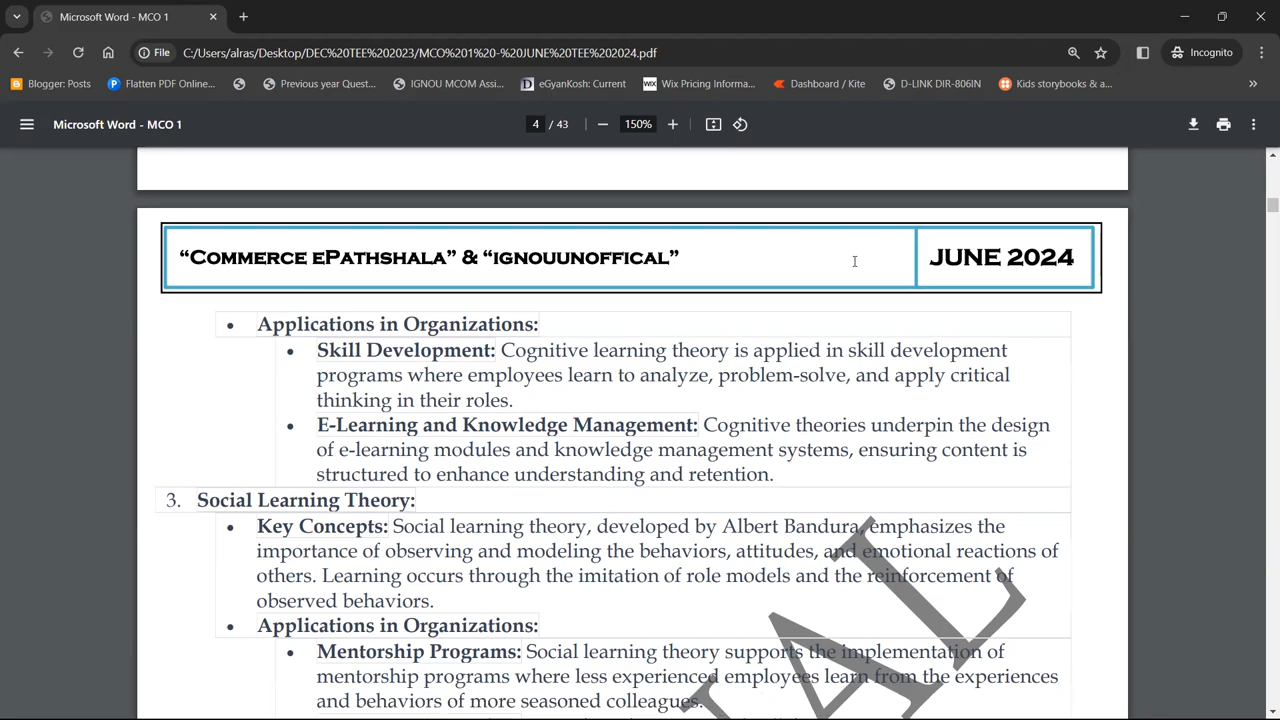 Microsoft Word - MCO 1
File
C:/Users/alras/Desktop/DEC%20TEE%202023/MCO%201%20-%20JUNE%20TEE%202024.pdf
Incognito
Blogger: Posts
Flatten PDF Online...
Previous year Quest...
IGNOU MCOM Assi...
eGyanKosh: Current
WIX
Wix Pricing Informa...
Dashboard / Kite
D-LINK DIR-806IN
Kids storybooks & a...
Microsoft Word - MCO 1
4 / 43
150%
“Commerce ePathshala” & “ignouunoffical”
JUNE 2024
• Applications in Organizations:
• Skill Development: Cognitive learning theory is applied in skill development
programs where employees learn to analyze, problem-solve, and apply critical
thinking in their roles.
• E-Learning and Knowledge Management: Cognitive theories underpin the design
of e-learning modules and knowledge management systems, ensuring content is
structured to enhance understanding and retention.
3. Social Learning Theory:
• Key Concepts: Social learning theory, developed by Albert Bandura, emphasizes the
importance of observing and modeling the behaviors, attitudes, and emotional reactions of
others. Learning occurs through the imitation of role models and the reinforcement of
observed behaviors.
• Applications in Organizations:
• Mentorship Programs: Social learning theory supports the implementation of
mentorship programs where less experienced employees learn from the experiences
and behaviors of more seasoned colleagues.